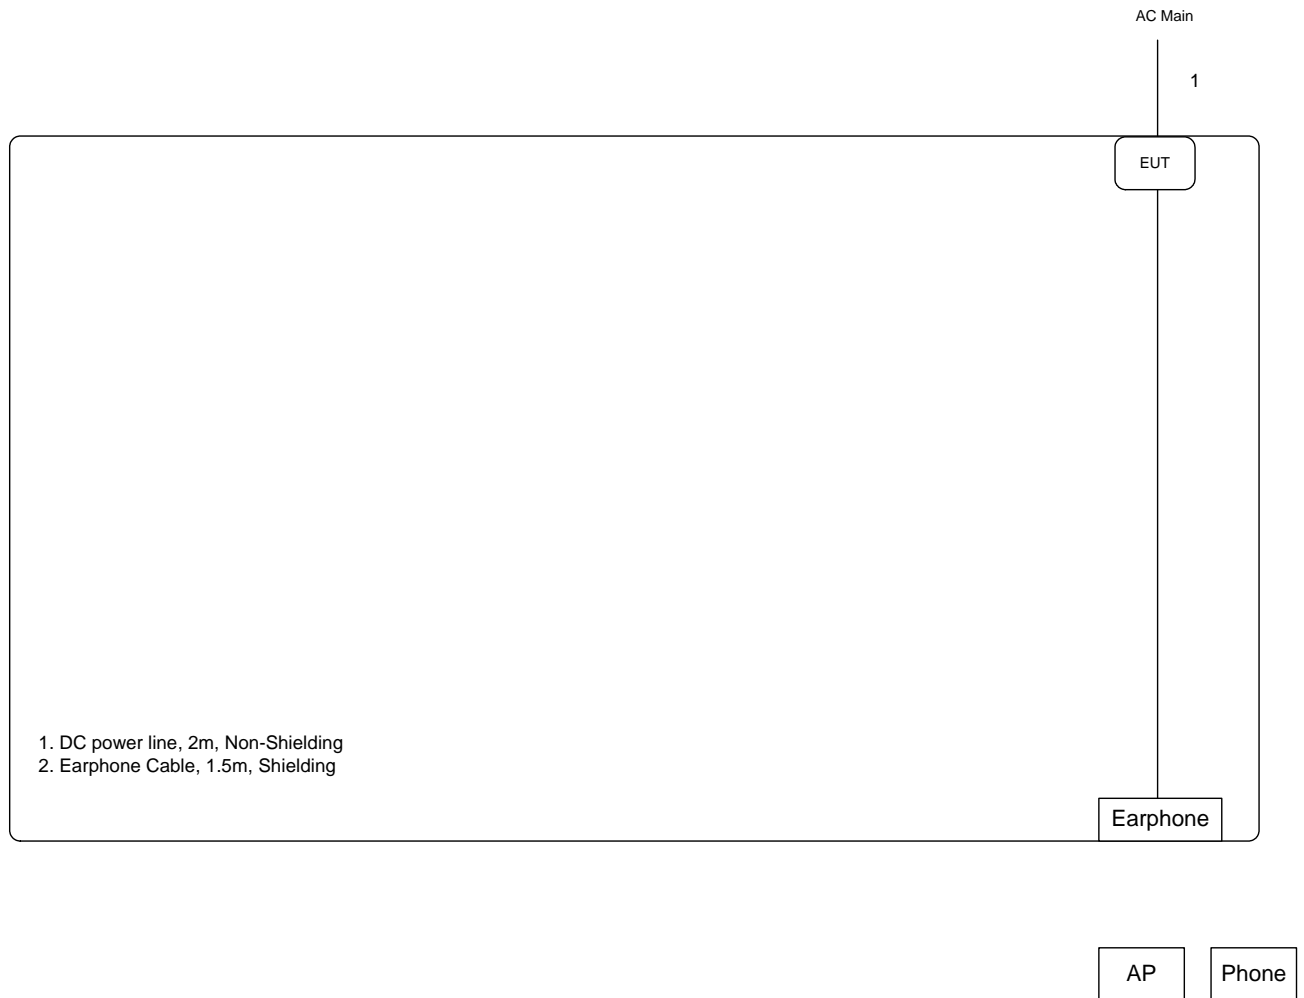 AC Main
1
EUT
1. DC power line, 2m, Non-Shielding
2. Earphone Cable, 1.5m, Shielding
Earphone
AP
Phone